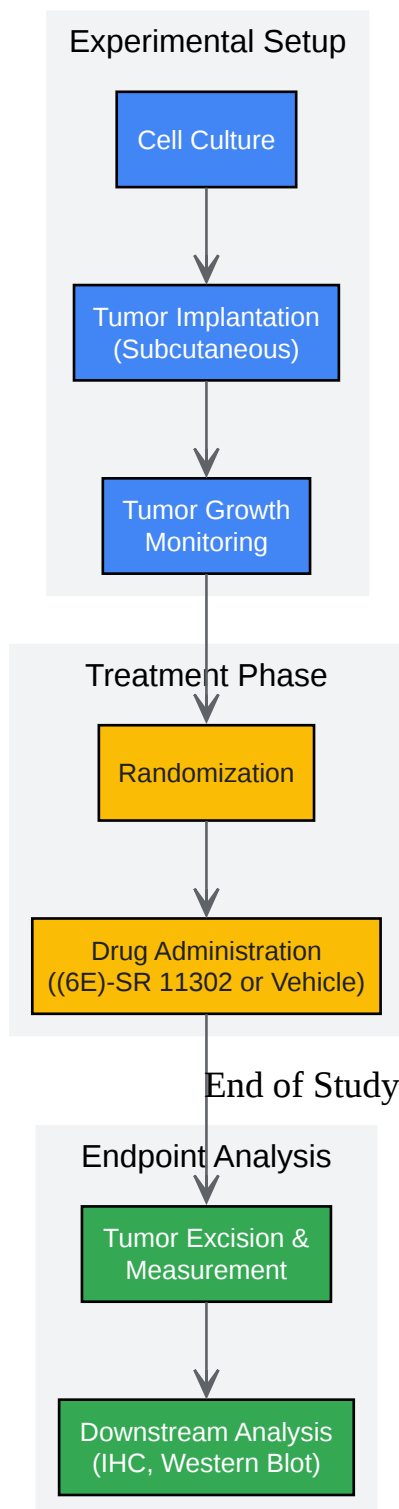 Experimental Setup
Cell Culture
Tumor Implantation
(Subcutaneous)
Tumor Growth
Monitoring
Treatment Phase
Randomization
Drug Administration
((6E)-SR 11302 or Vehicle)
End of Study
Endpoint Analysis
Tumor Excision &
Measurement
Downstream Analysis
(IHC, Western Blot)